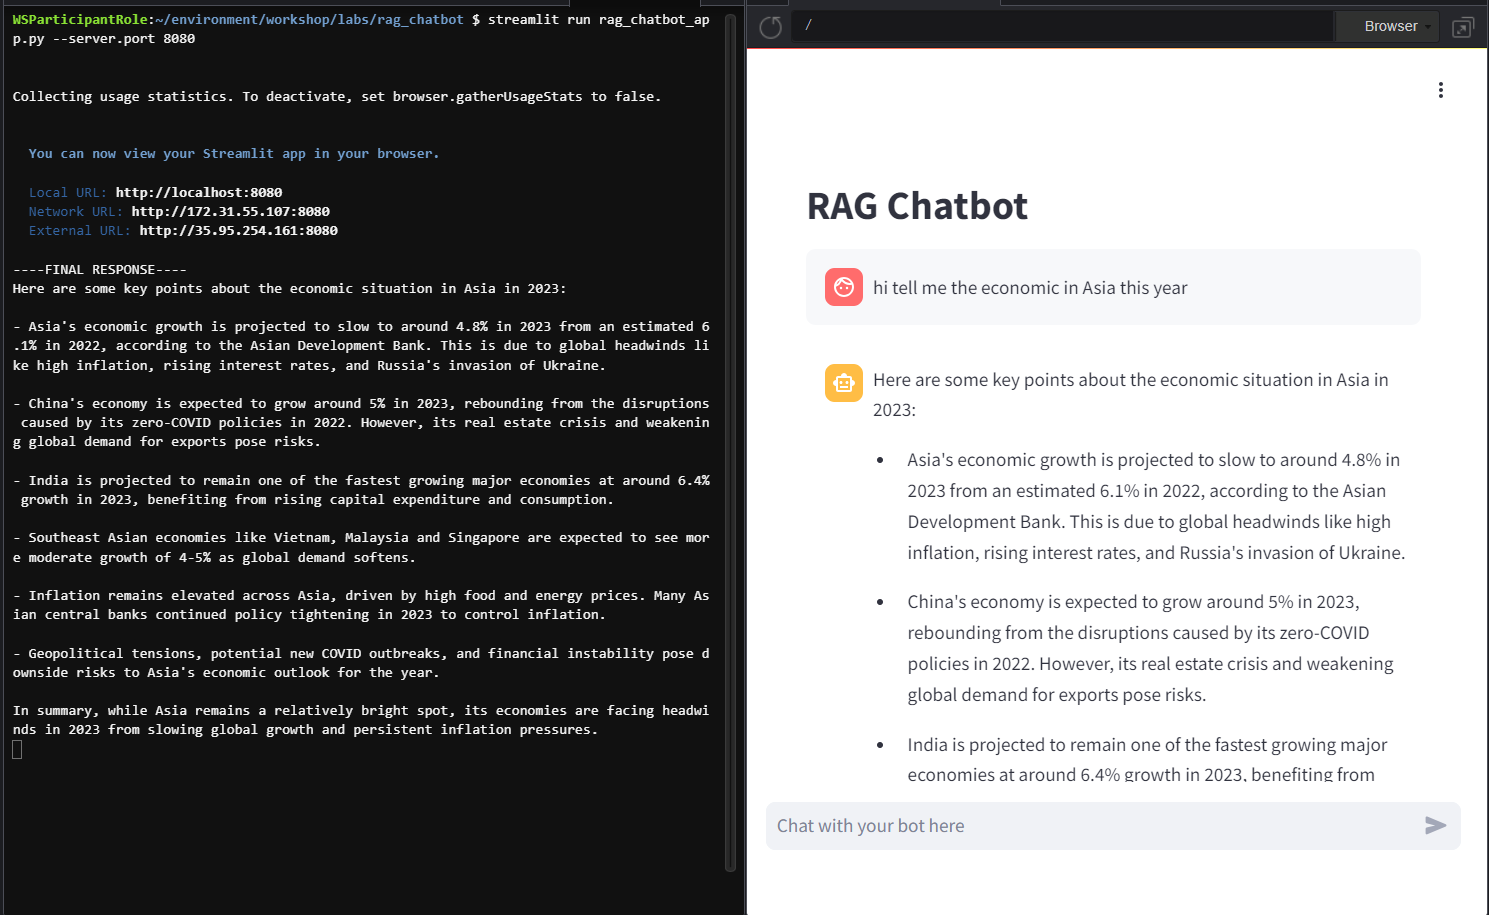 WSParticipantRole:~/environment/workshop/labs/rag_chatbot $ streamlit run rag_chatbot_ap
p.py --server.port 8080
Collecting usage statistics. To deactivate, set browser.gatherUsageStats to false.
You can now view your Streamlit app in your browser.
Local URL: http://localhost:8080
Network URL: http://172.31.55.107:8080
External URL: http://35.95.254.161:8080
----FINAL RESPONSE----
Here are some key points about the economic situation in Asia in 2023:
- Asia's economic growth is projected to slow to around 4.8% in 2023 from an estimated 6
.1% in 2022, according to the Asian Development Bank. This is due to global headwinds li
ke high inflation, rising interest rates, and Russia's invasion of Ukraine.
- China's economy is expected to grow around 5% in 2023, rebounding from the disruptions
caused by its zero-COVID policies in 2022. However, its real estate crisis and weakenin
g global demand for exports pose risks.
- India is projected to remain one of the fastest growing major economies at around 6.4%
growth in 2023, benefiting from rising capital expenditure and consumption.
- Southeast Asian economies like Vietnam, Malaysia and Singapore are expected to see mor
e moderate growth of 4-5% as global demand softens.
- Inflation remains elevated across Asia, driven by high food and energy prices. Many As
ian central banks continued policy tightening in 2023 to control inflation.
- Geopolitical tensions, potential new COVID outbreaks, and financial instability pose d
ownside risks to Asia's economic outlook for the year.
In summary, while Asia remains a relatively bright spot, its economies are facing headwi
nds in 2023 from slowing global growth and persistent inflation pressures.
/
Browser
RAG Chatbot
hi tell me the economic in Asia this year
Here are some key points about the economic situation in Asia in
2023:
• Asia's economic growth is projected to slow to around 4.8% in
2023 from an estimated 6.1% in 2022, according to the Asian
Development Bank. This is due to global headwinds like high
inflation, rising interest rates, and Russia's invasion of Ukraine.
• China's economy is expected to grow around 5% in 2023,
rebounding from the disruptions caused by its zero-COVID
policies in 2022. However, its real estate crisis and weakening
global demand for exports pose risks.
• India is projected to remain one of the fastest growing major
economies at around 6.4% growth in 2023, benefiting from
Chat with your bot here